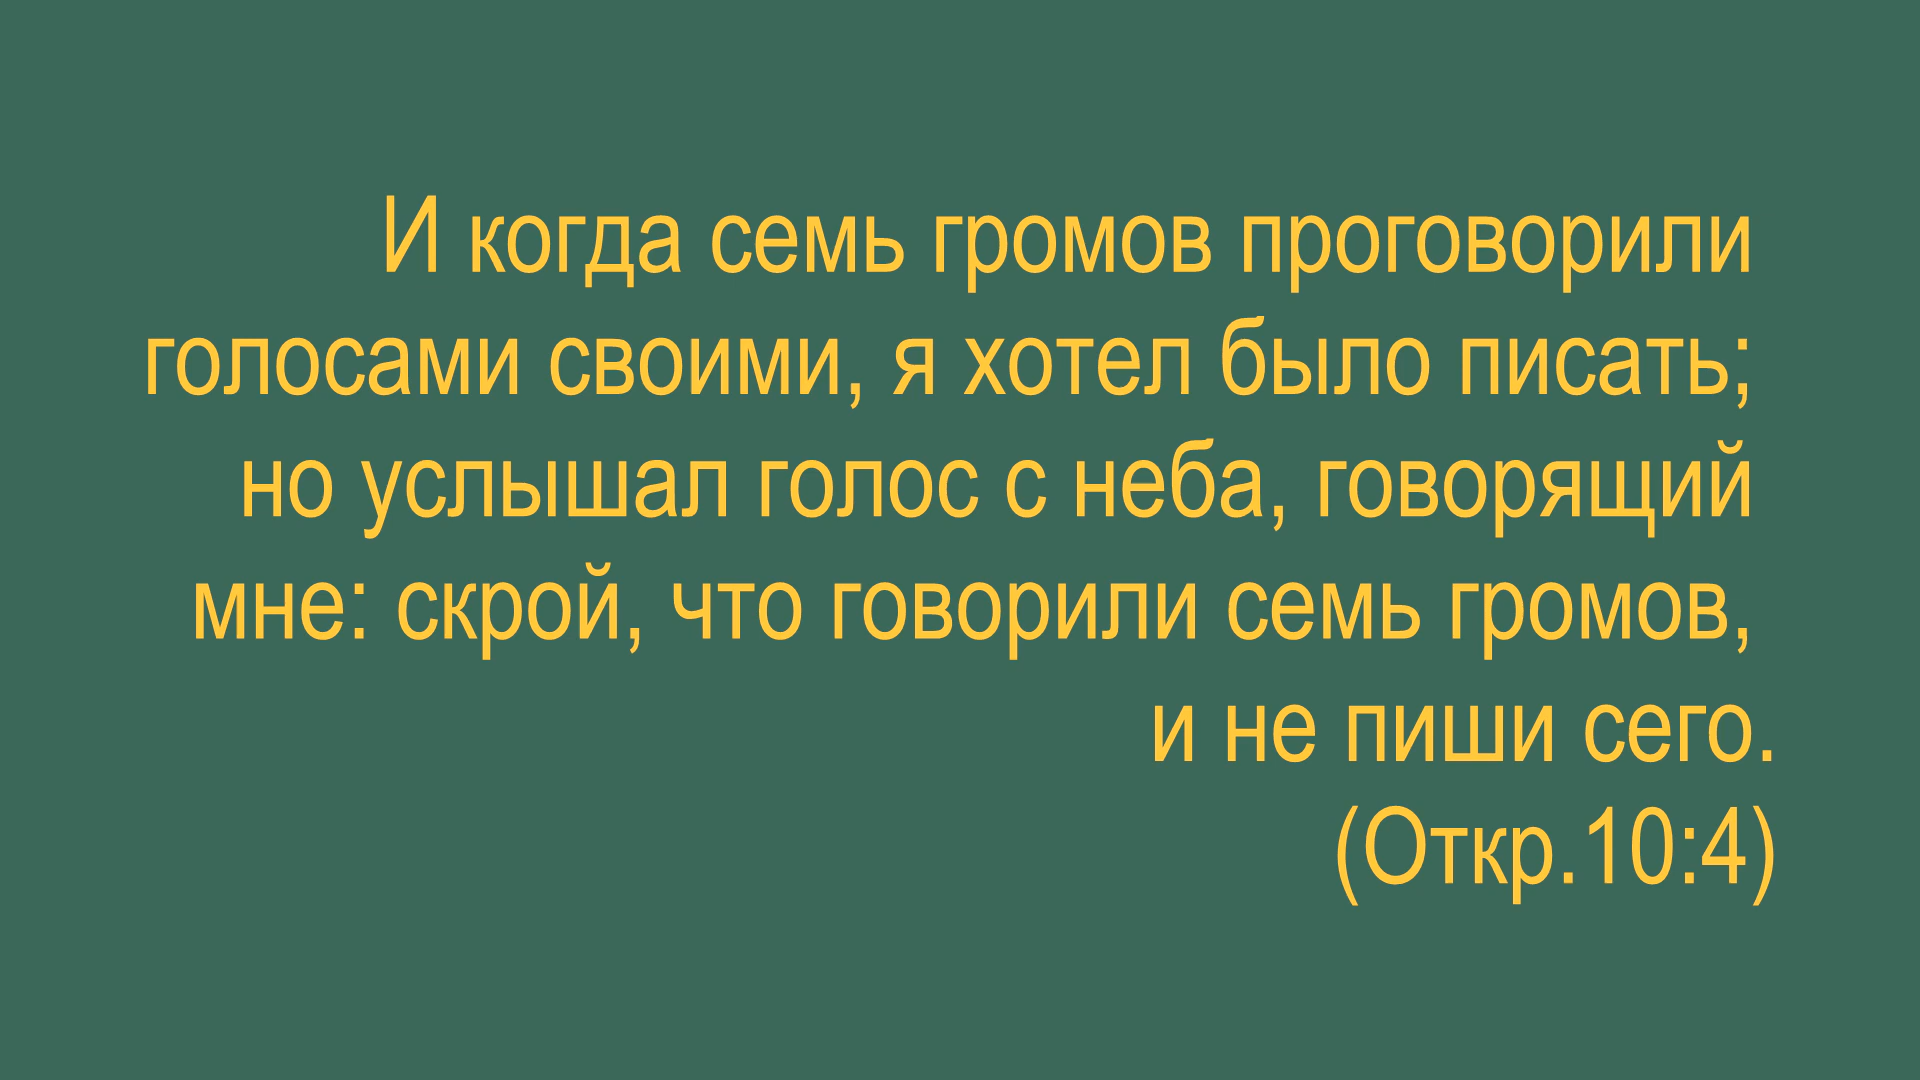 И когда семь громов проговорили
голосами своими, я хотел было писать;
но услышал голос с неба, говорящий
мне: скрой, что говорили семь громов,
и не пиши сего.
(Откр.10:4)